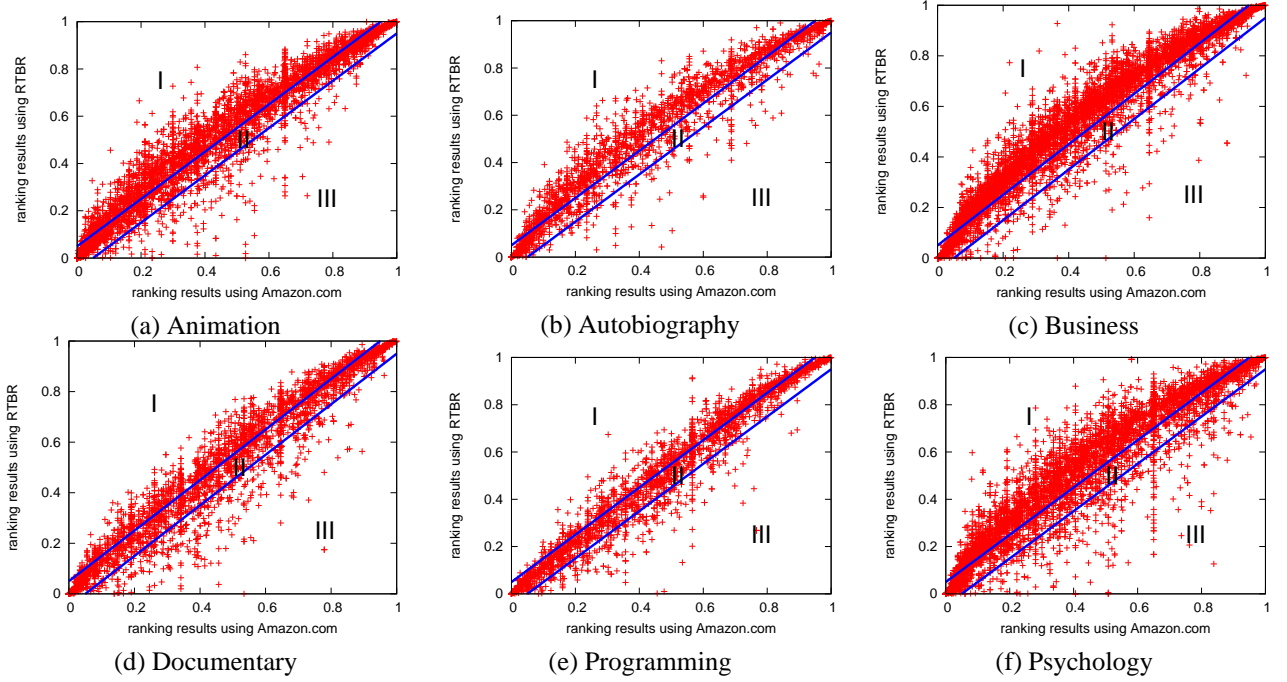 ranking results using RTBR
1
0.8
0.6
0.4
0.2
0
I
II
III
0 0.2 0.4 0.6 0.8 1
ranking results using Amazon.com
(a) Animation
ranking results using RTBR
1
0.8
0.6
0.4
0.2
0
I
II
III
0 0.2 0.4 0.6 0.8 1
ranking results using Amazon.com
(b) Autobiography
ranking results using RTBR
1
0.8
0.6
0.4
0.2
0
I
II
III
0 0.2 0.4 0.6 0.8 1
ranking results using Amazon.com
(c) Business
ranking results using RTBR
1
0.8
0.6
0.4
0.2
0
I
II
III
0 0.2 0.4 0.6 0.8 1
ranking results using Amazon.com
(d) Documentary
ranking results using RTBR
1
0.8
0.6
0.4
0.2
0
I
II
III
0 0.2 0.4 0.6 0.8 1
ranking results using Amazon.com
(e) Programming
ranking results using RTBR
1
0.8
0.6
0.4
0.2
0
I
II
III
0 0.2 0.4 0.6 0.8 1
ranking results using Amazon.com
(f) Psychology